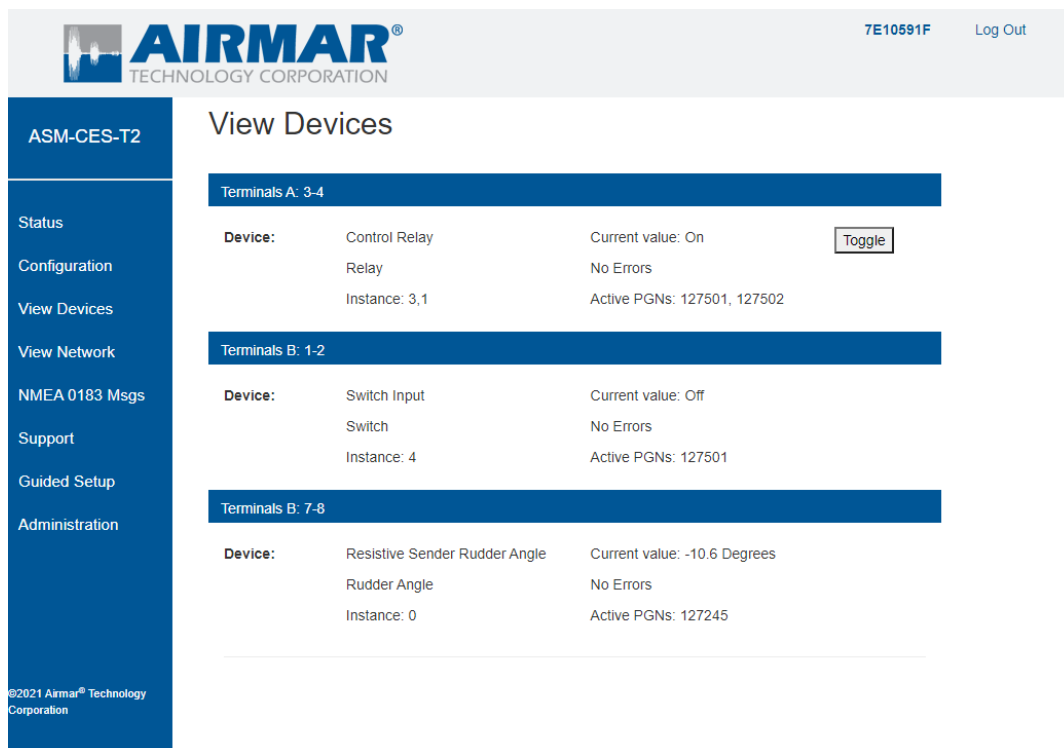 AIRMAR®
TECHNOLOGY CORPORATION
7E10591F Log Out
ASM-CES-T2
Status
Configuration
View Devices
View Network
NMEA 0183 Msgs
Support
Guided Setup
Administration
©2021 Airmar® Technology
Corporation
View Devices
Terminals A: 3-4
Device: Control Relay Current value: On Toggle
Relay No Errors
Instance: 3,1 Active PGNs: 127501, 127502
Terminals B: 1-2
Device: Switch Input Current value: Off
Switch No Errors
Instance: 4 Active PGNs: 127501
Terminals B: 7-8
Device: Resistive Sender Rudder Angle Current value: -10.6 Degrees
Rudder Angle No Errors
Instance: 0 Active PGNs: 127245